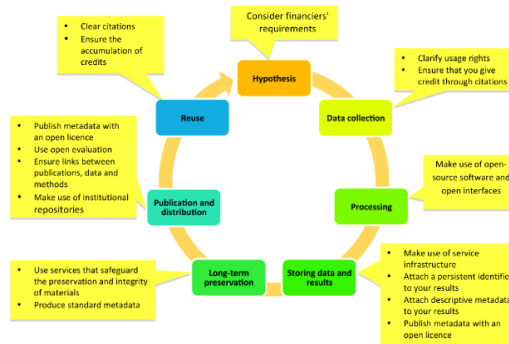 Consider financiers'
requirements
Hypothesis
• Clarify usage rights
• Ensure that you give
credit through citations
Data collection
Make use of open-
source software and
open interfaces
Processing
• Make use of service
infrastructure
• Attach a persistent identifie
to your results
• Attach descriptive metadata
to your results
• Publish metadata with an
open licence
Storing data and
results
• Use services that safeguard
the preservation and integrity
of materials
• Produce standard metadata
Long-term
preservation
• Publish metadata with
an open licence
• Use open evaluation
• Ensure links between
publications, data and
methods
• Make use of institutional
repositories
Publication and
distribution
• Clear citations
• Ensure the
accumulation of
credits
Reuse